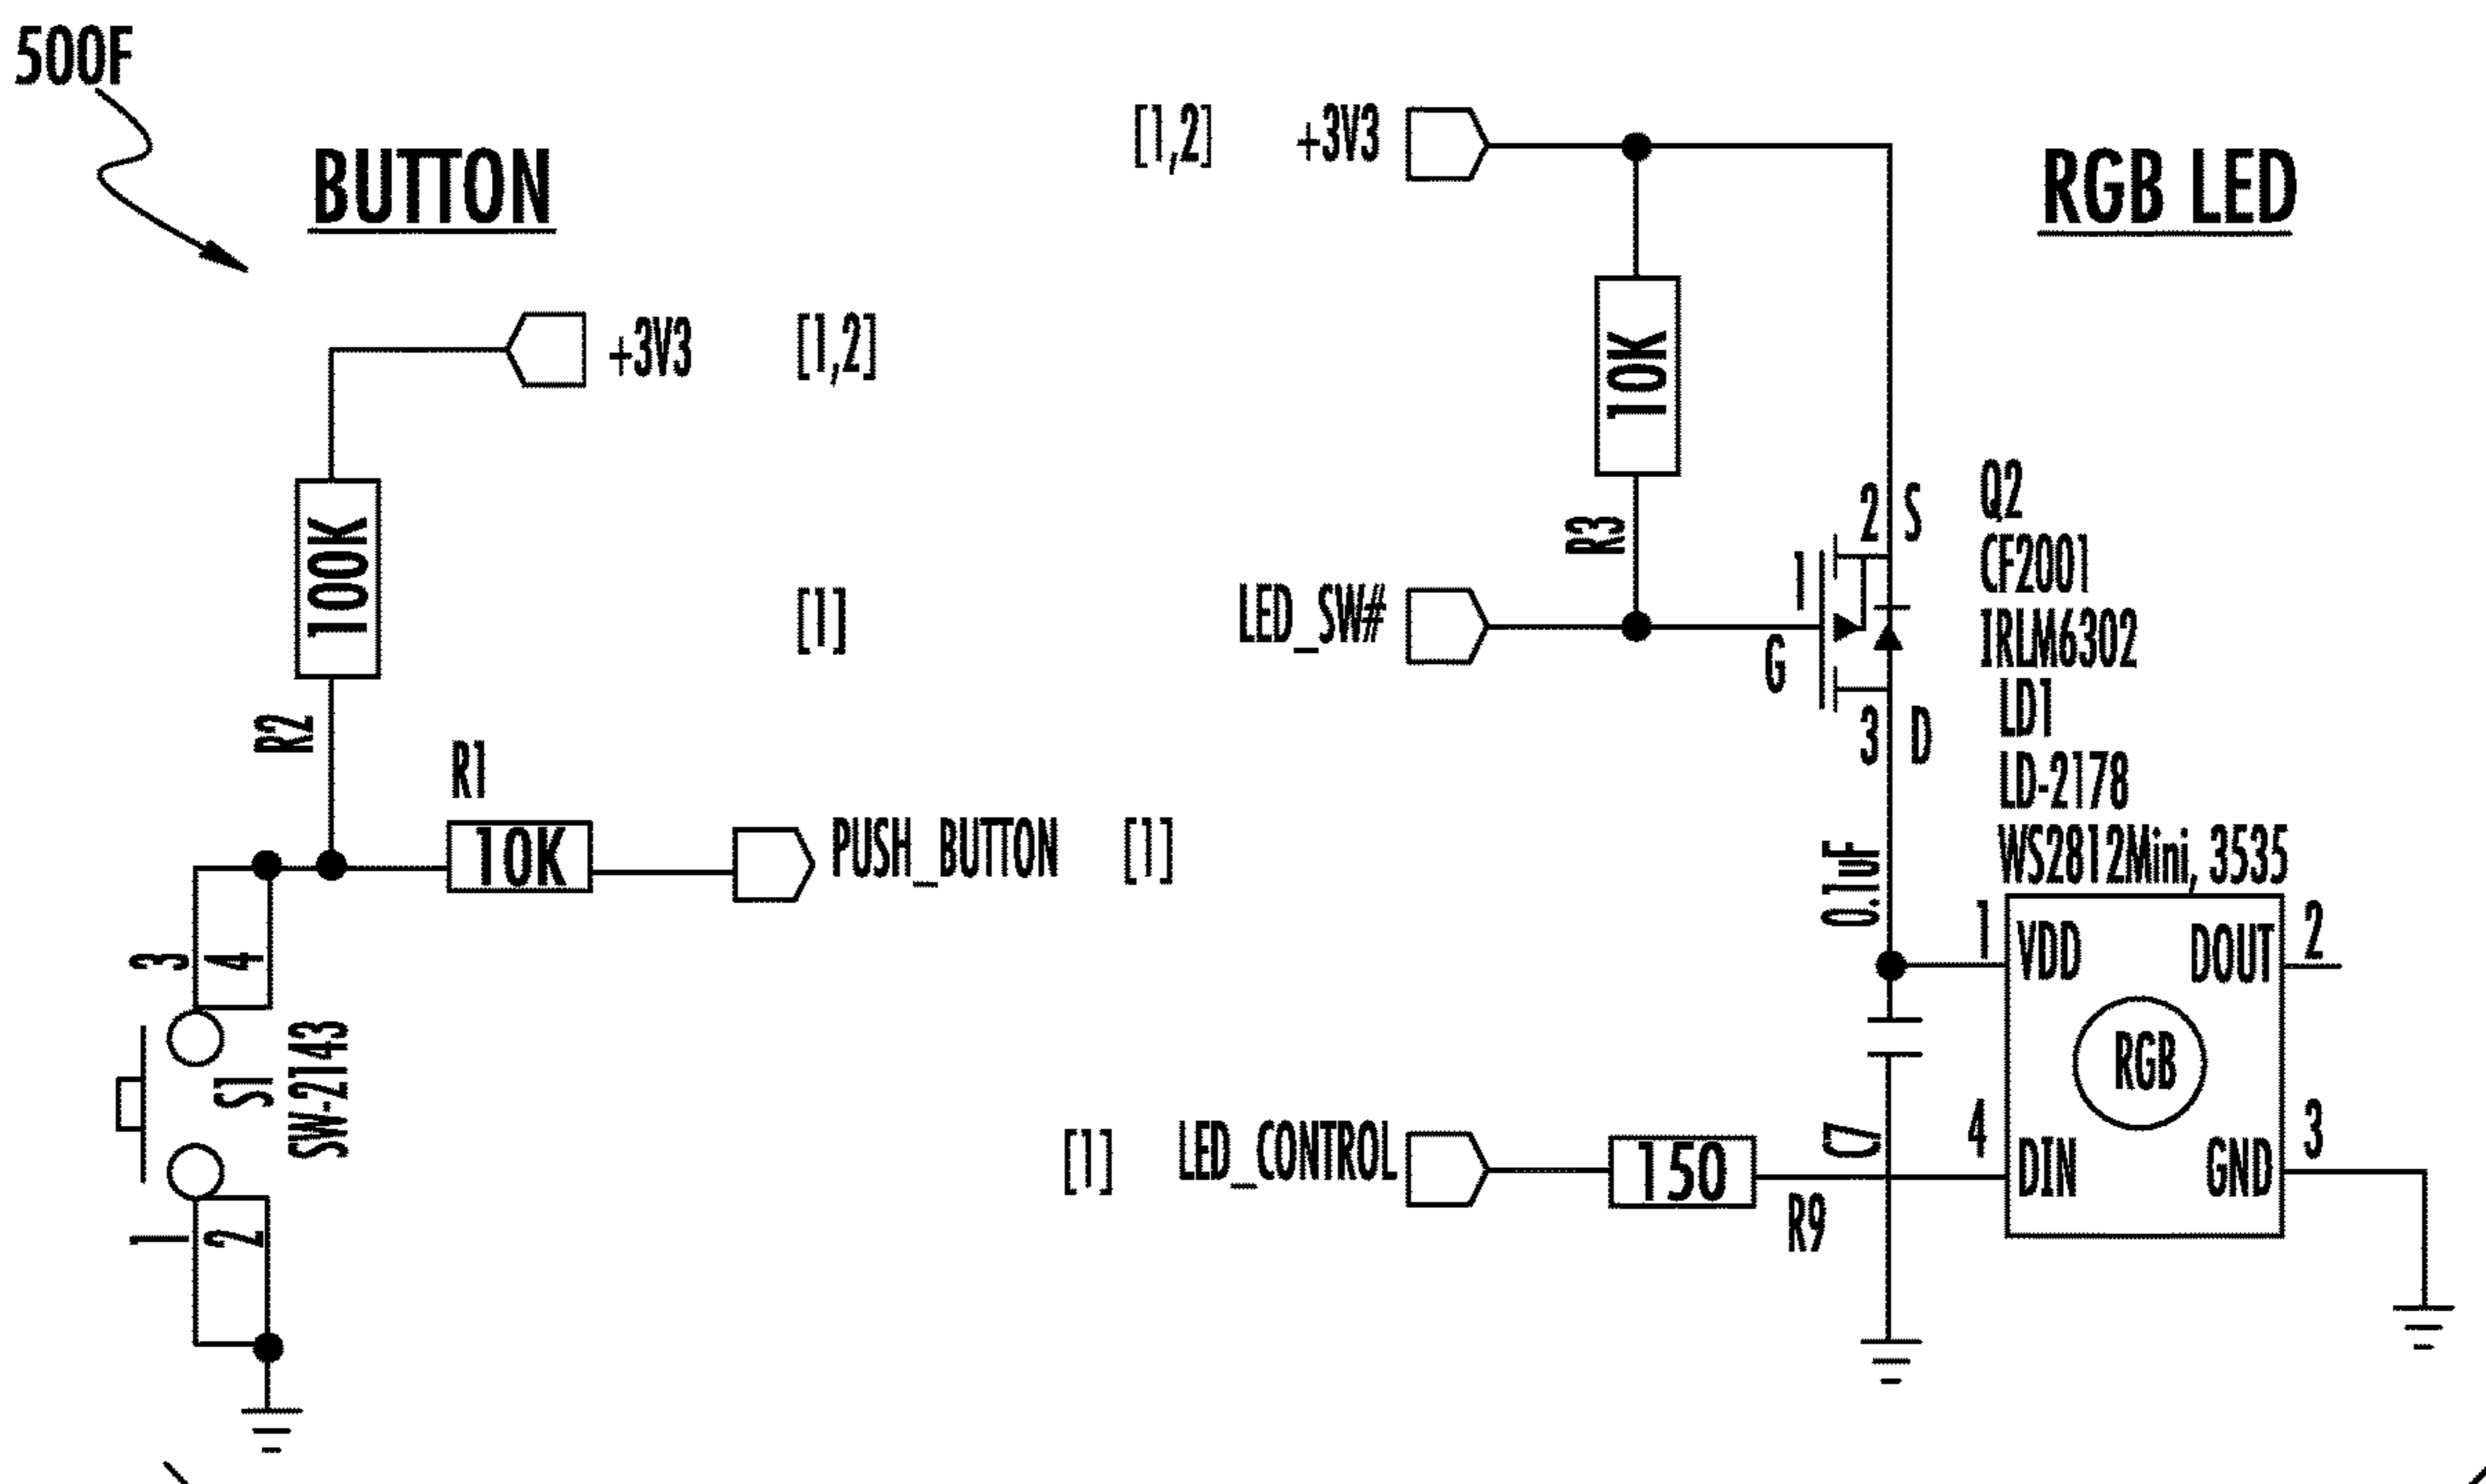 500F
BUTTON
+3V3 [1,2]
100K
R2
[1]
R1
10K
PUSH_BUTTON [1]
3
4
S1
SW-2143
1
2
RGB LED
[1,2] +3V3
10K
R3
LED_SW#
1
G
2 S
3 D
Q2
CF2001
IRLM6302
LD1
LD-2178
WS2812Mini, 3535
0.1uF
C7
1
VDD
DOUT
2
RGB
4
DIN
GND
3
[1] LED_CONTROL
150
R9